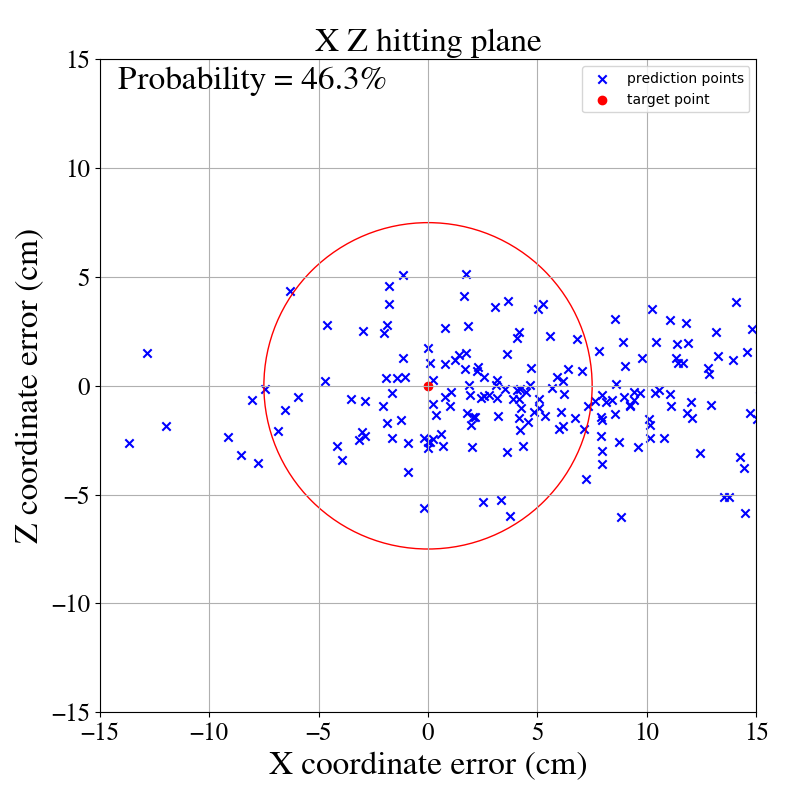 X Z hitting plane
Probability = 46.3%
prediction points
target point
15
10
5
0
−5
−10
−15
−15
−10
−5
0
5
10
15
Z coordinate error (cm)
X coordinate error (cm)